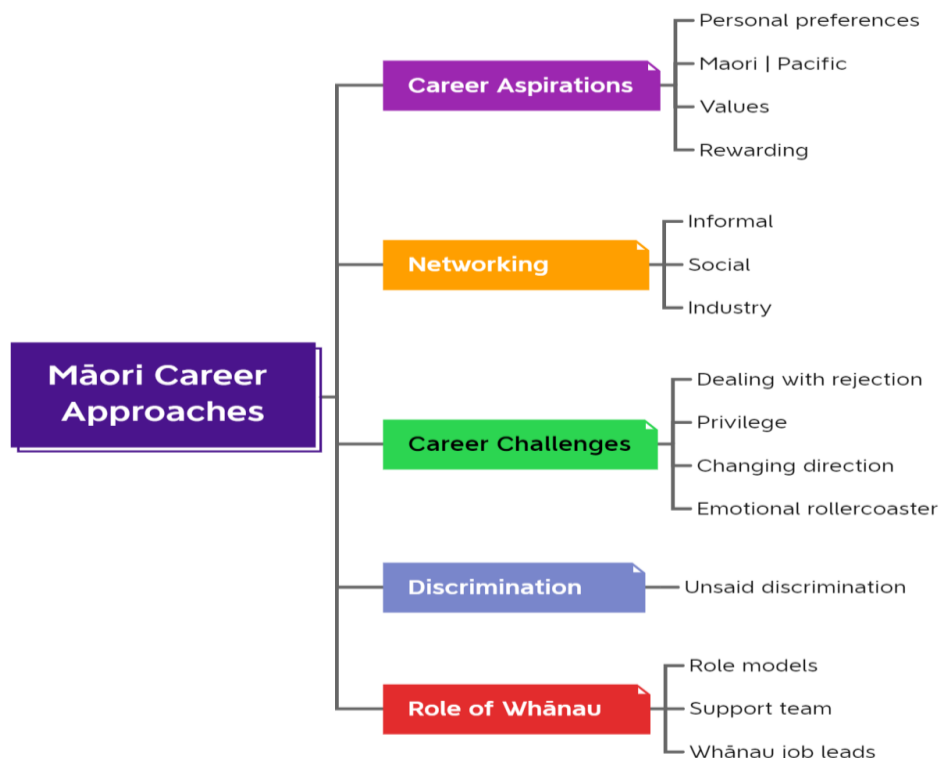 Māori Career
Approaches
Career Aspirations
Personal preferences
Maori | Pacific
Values
Rewarding
Networking
Informal
Social
Industry
Career Challenges
Dealing with rejection
Privilege
Changing direction
Emotional rollercoaster
Discrimination
Unsaid discrimination
Role of Whānau
Role models
Support team
Whānau job leads